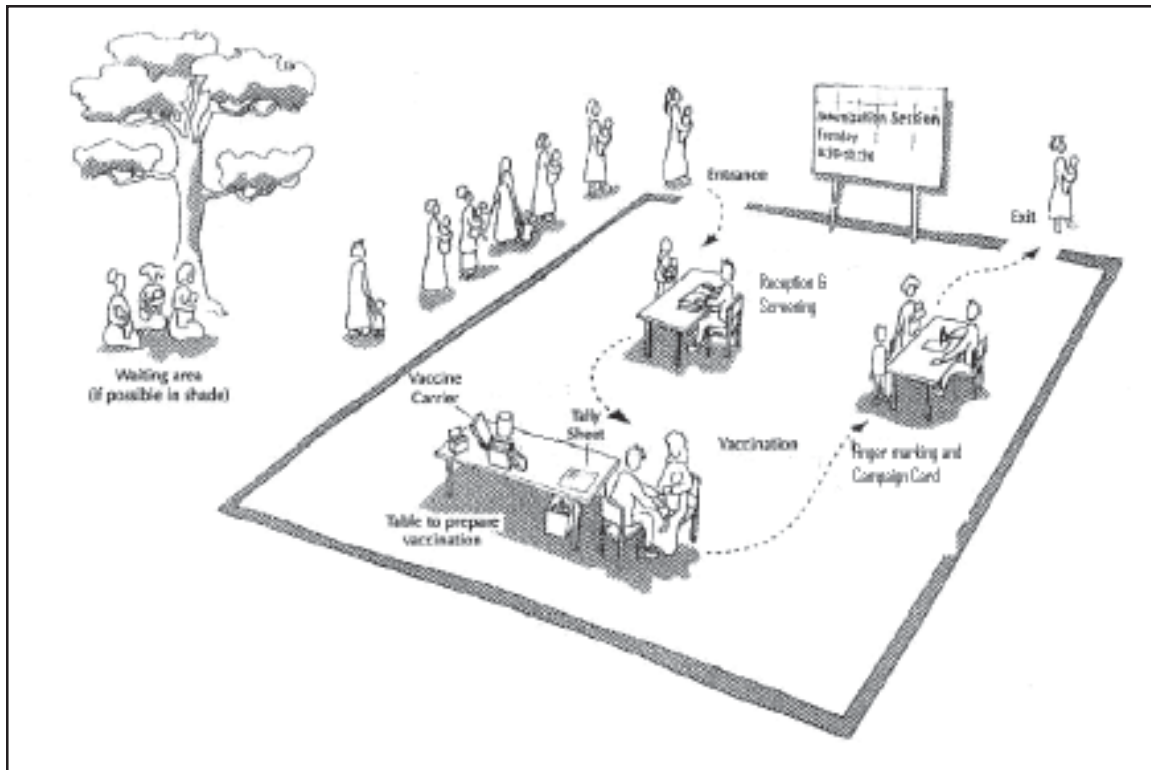 Immunization Session
Tuesday
Entrance
Exit
Reception &
Screening
Waiting area
(if possible in shade)
Vaccine
Carrier
Tally
Sheet
Vaccination
Finger marking and
Campaign Card
Table to prepare
vaccination